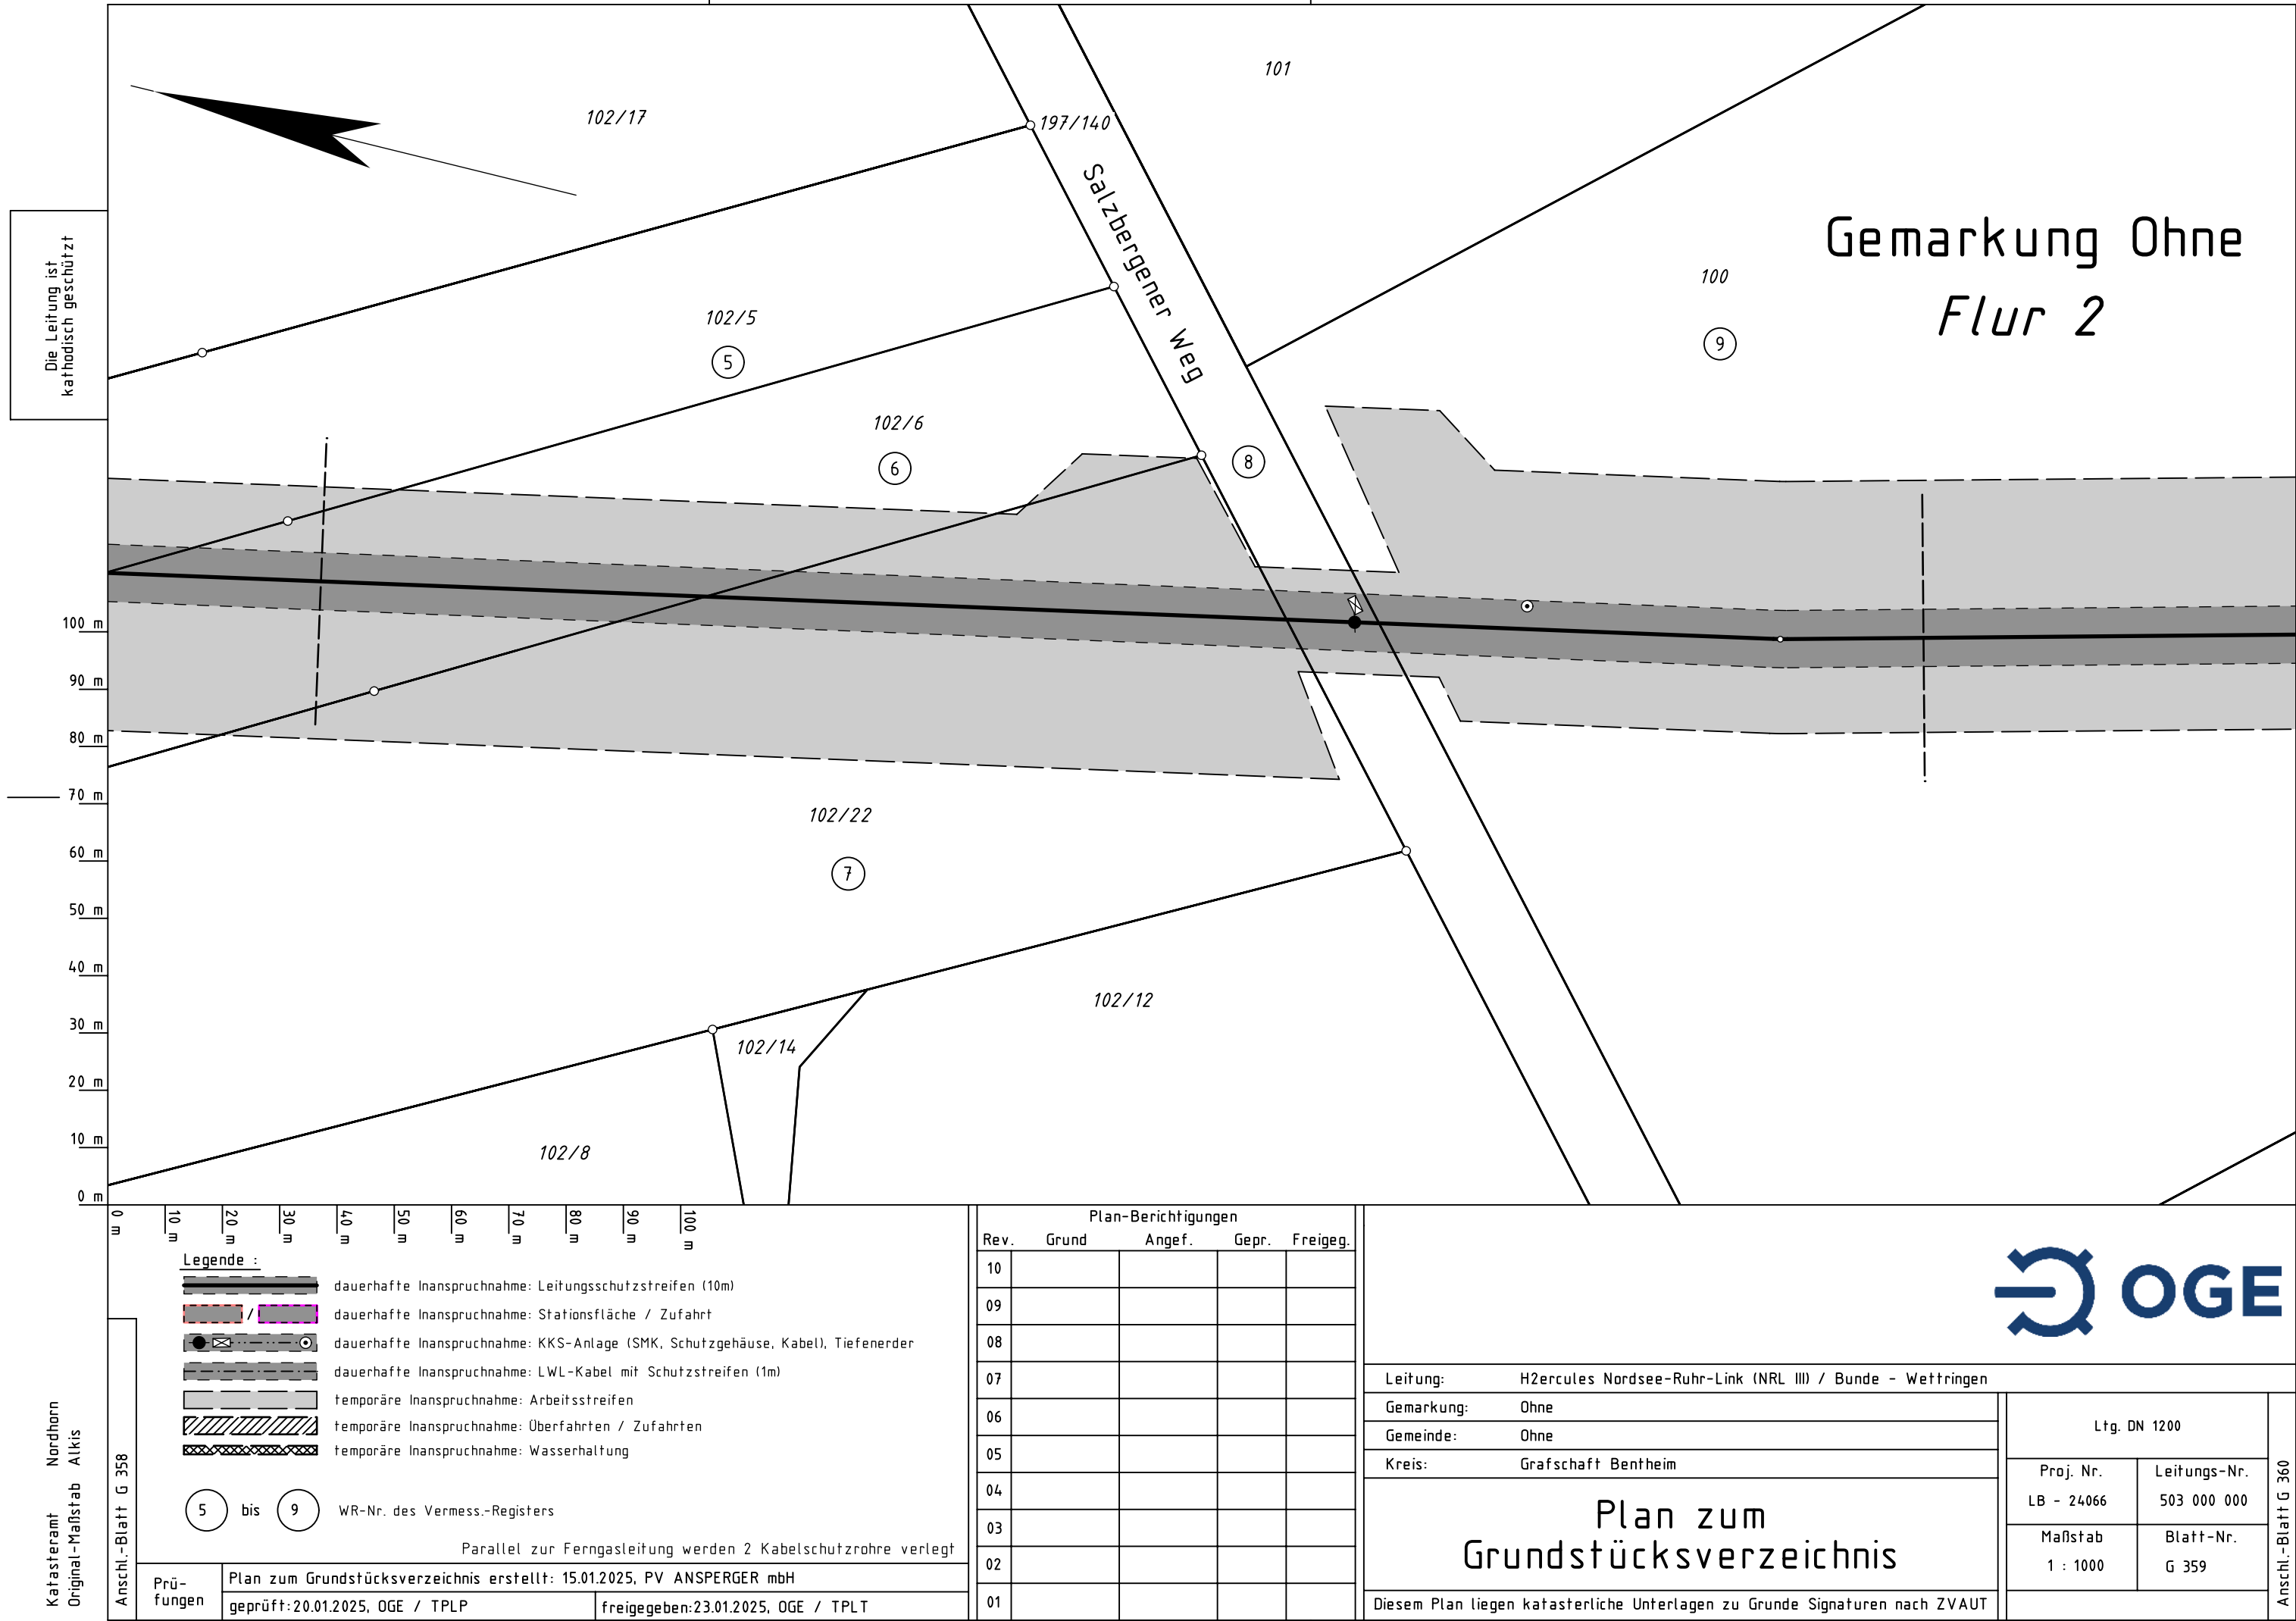 102/17
101
197/140
Salzbergener Weg
Die Leitung ist
kathodisch geschützt
Gemarkung Ohne
Flur 2
100
9
102/5
5
102/6
6
8
102/22
7
102/12
102/14
102/8
100 m
90 m
80 m
70 m
60 m
50 m
40 m
30 m
20 m
10 m
0 m
0 m
10 m
20 m
30 m
40 m
50 m
60 m
70 m
80 m
90 m
100 m
Legende :
dauerhafte Inanspruchnahme: Leitungsschutzstreifen (10m)
/ dauerhafte Inanspruchnahme: Stationsfläche / Zufahrt
dauerhafte Inanspruchnahme: KKS-Anlage (SMK, Schutzgehäuse, Kabel), Tiefenerder
dauerhafte Inanspruchnahme: LWL-Kabel mit Schutzstreifen (1m)
temporäre Inanspruchnahme: Arbeitsstreifen
temporäre Inanspruchnahme: Überfahrten / Zufahrten
temporäre Inanspruchnahme: Wasserhaltung
5 bis 9 WR-Nr. des Vermess.-Registers
Parallel zur Ferngasleitung werden 2 Kabelschutzrohre verlegt
Katasteramt Nordhorn
Original-Maßstab Alkis
Anschl.-Blatt G 358
Prü-
fungen
Plan zum Grundstücksverzeichnis erstellt: 15.01.2025, PV ANSPERGER mbH
geprüft:20.01.2025, OGE / TPLP
freigegeben:23.01.2025, OGE / TPLT
Plan-Berichtigungen
Rev. Grund Angef. Gepr. Freigeg.
10
09
08
07
06
05
04
03
02
01
OGE
Leitung: H2ercules Nordsee-Ruhr-Link (NRL III) / Bunde - Wettringen
Gemarkung: Ohne
Gemeinde: Ohne
Kreis: Grafschaft Bentheim
Plan zum
Grundstücksverzeichnis
Diesem Plan liegen katasterliche Unterlagen zu Grunde Signaturen nach ZVAUT
Ltg. DN 1200
Proj. Nr. Leitungs-Nr.
LB - 24066 503 000 000
Maßstab Blatt-Nr.
1 : 1000 G 359
Anschl.-Blatt G 360